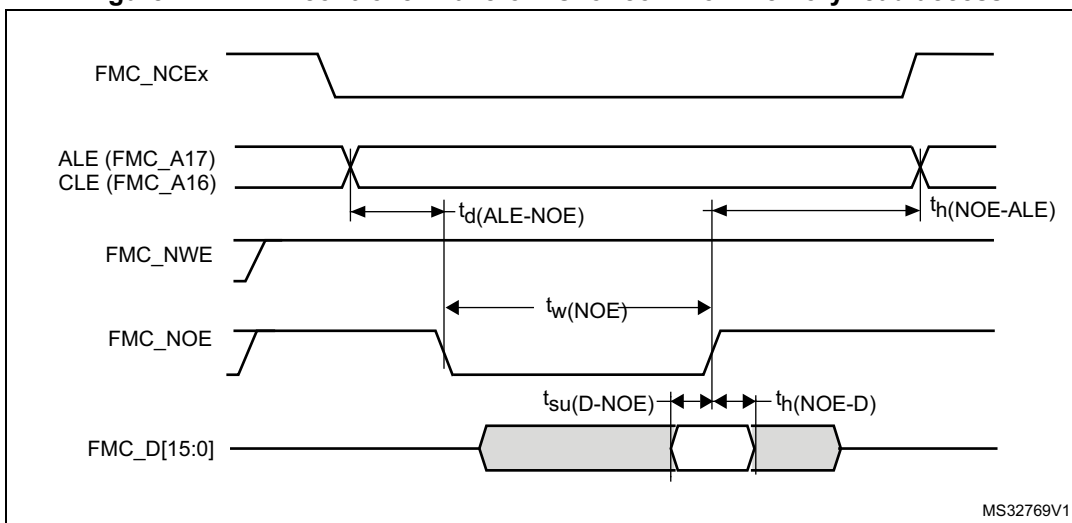 FMC_NCEx
ALE (FMC_A17)
CLE (FMC_A16)
td(ALE-NOE)
th(NOE-ALE)
FMC_NWE
tw(NOE)
FMC_NOE
tsu(D-NOE)
th(NOE-D)
FMC_D[15:0]
MS32769V1